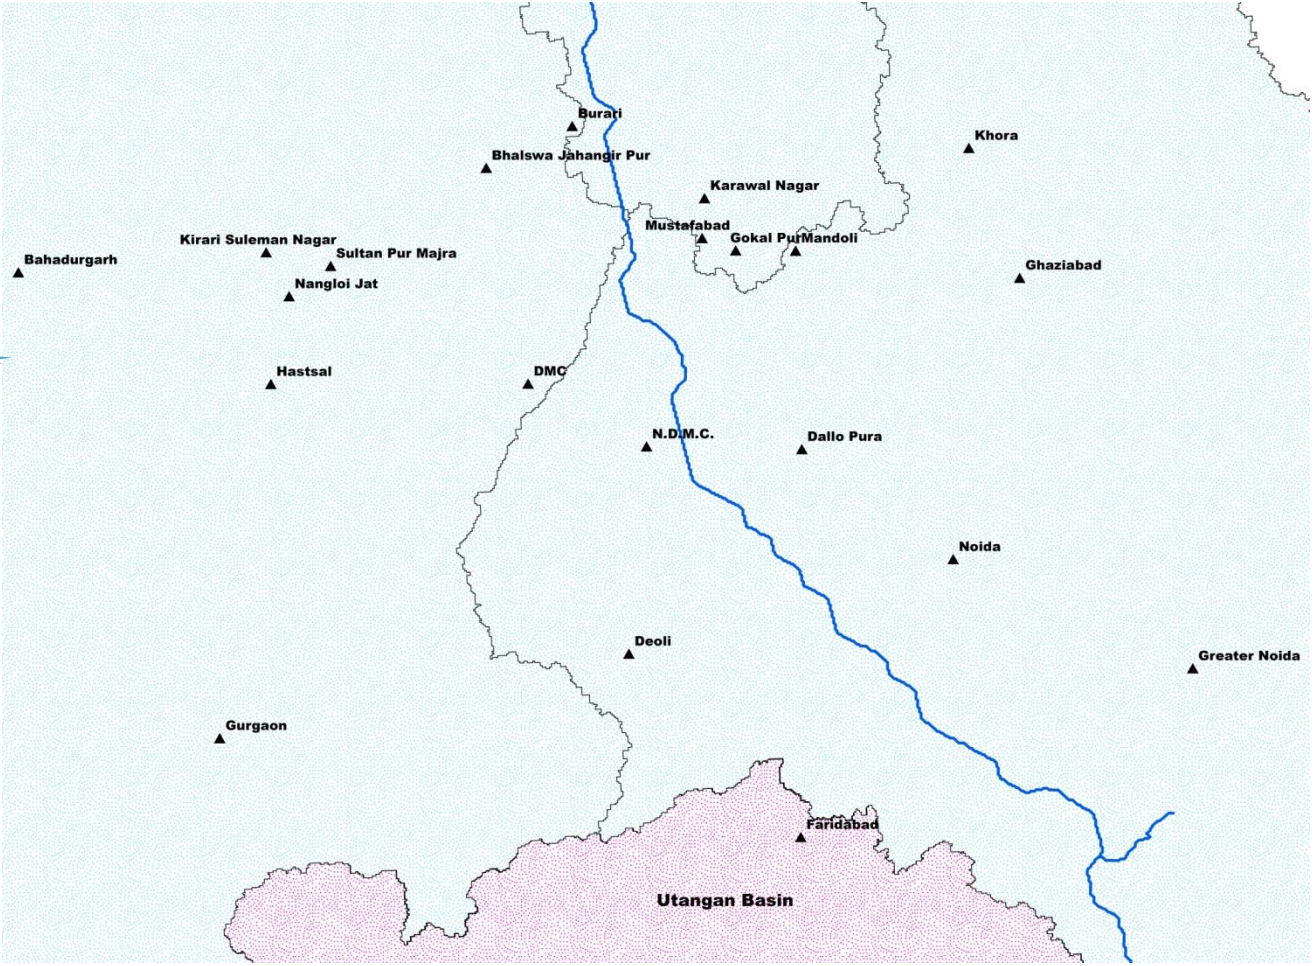 Burari
Khora
Bhalswa Jahangir Pur
Karawal Nagar
Mustafabad
Kirari Suleman Nagar
Gokal Pur
Mandoli
Sultan Pur Majra
Bahadurgarh
Ghaziabad
Nangloi Jat
Hastsal
DMC
N.D.M.C.
Dallo Pura
Noida
Deoli
Greater Noida
Gurgaon
Faridabad
Utangan Basin